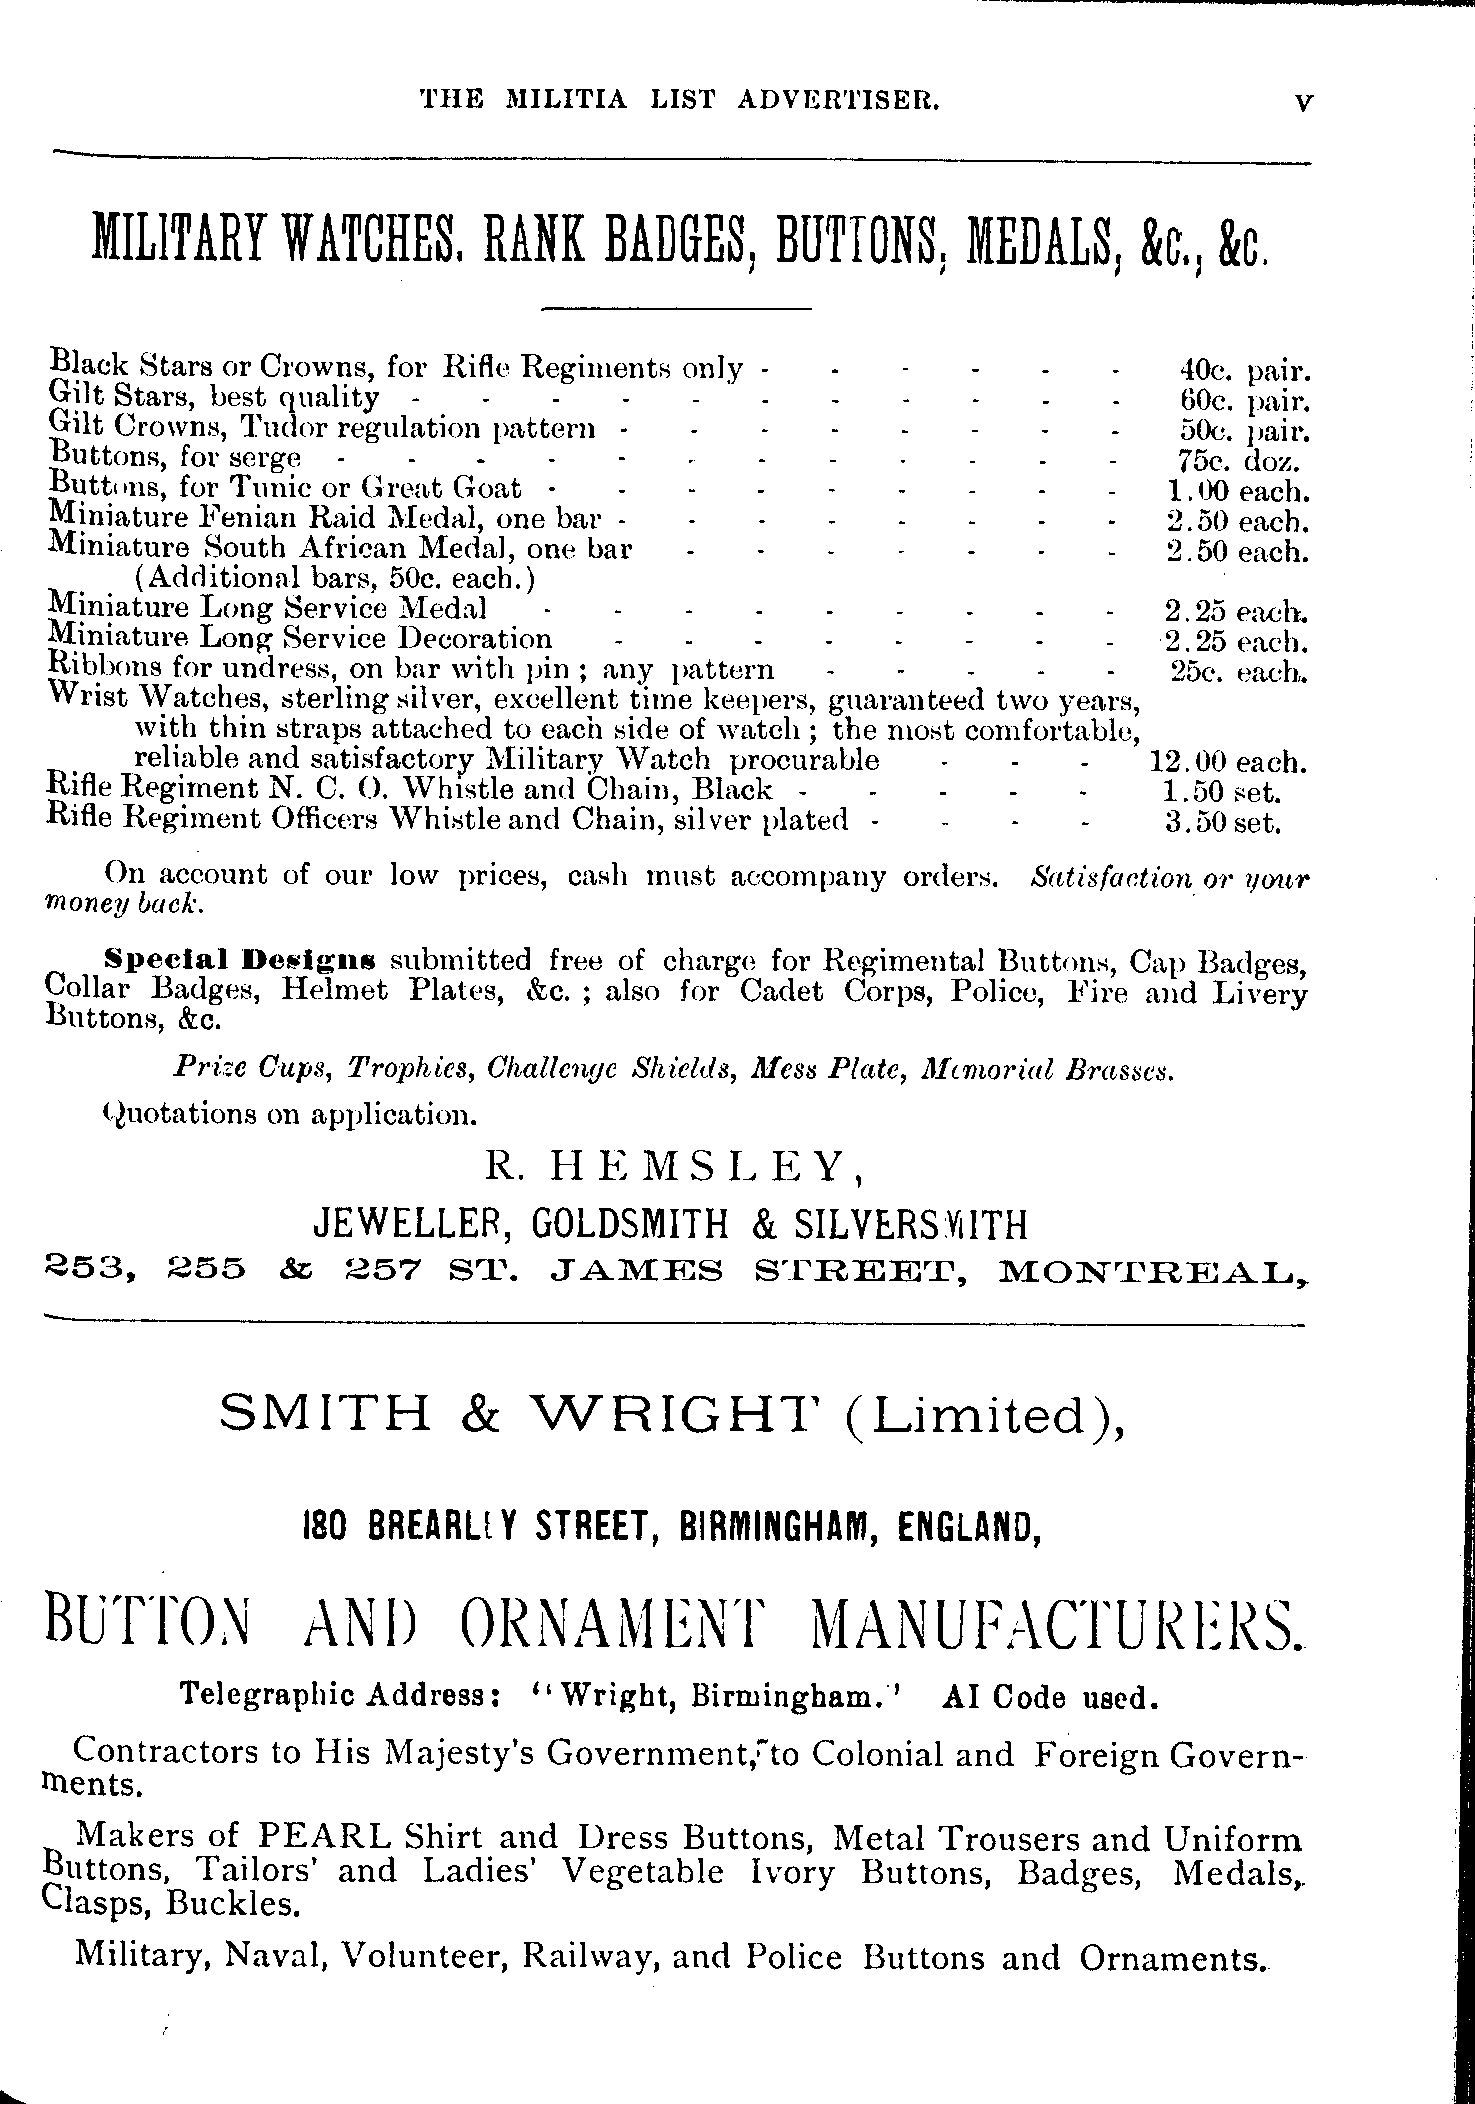 THE MILITIA LIST ADVERTISER. V
MILITARY WATCHES. RANK BADGES, BUTTONS, MEDALS, &c., &c.
Black Stars or Crowns, for Rifle Regiments only - - - - - - 40c. pair.
Gilt Stars, best quality - - - - - - - - - - - 60c. pair.
Gilt Crowns, Tudor regulation pattern - - - - - - - - 50c. pair.
Buttons, for serge - - - - - - - - - - - - 75c. doz.
Buttons, for Tunic or Great Goat - - - - - - - - - 1.00 each.
Miniature Fenian Raid Medal, one bar - - - - - - - - 2.50 each.
Miniature South African Medal, one bar - - - - - - - 2.50 each.
(Additional bars, 50c. each.)
Miniature Long Service Medal - - - - - - - - - 2.25 each.
Miniature Long Service Decoration - - - - - - - - 2.25 each.
Ribbons for undress, on bar with pin ; any pattern - - - - - 25c. each.
Wrist Watches, sterling silver, excellent time keepers, guaranteed two years,
with thin straps attached to each side of watch ; the most comfortable,
reliable and satisfactory Military Watch procurable - - - 12.00 each.
Rifle Regiment N. C. O. Whistle and Chain, Black - - - - - 1.50 set.
Rifle Regiment Officers Whistle and Chain, silver plated - - - - 3.50 set.
On account of our low prices, cash must accompany orders. Satisfaction or your
money back.
Special Designs submitted free of charge for Regimental Buttons, Cap Badges,
Collar Badges, Helmet Plates, &c. ; also for Cadet Corps, Police, Fire and Livery
Buttons, &c.
Prize Cups, Trophies, Challenge Shields, Mess Plate, Memorial Brasses.
Quotations on application.
R. HEMSLEY,
JEWELLER, GOLDSMITH & SILVERSMITH
253, 255 & 257 ST. JAMES STREET, MONTREAL,
SMITH & WRIGHT (Limited),
180 BREARLEY STREET, BIRMINGHAM, ENGLAND,
BUTTON AND ORNAMENT MANUFACTURERS.
Telegraphic Address: "Wright, Birmingham.' AI Code used.
Contractors to His Majesty's Government, to Colonial and Foreign Govern-
ments.
Makers of PEARL Shirt and Dress Buttons, Metal Trousers and Uniform
Buttons, Tailors' and Ladies' Vegetable Ivory Buttons, Badges, Medals,
Clasps, Buckles.
Military, Naval, Volunteer, Railway, and Police Buttons and Ornaments.